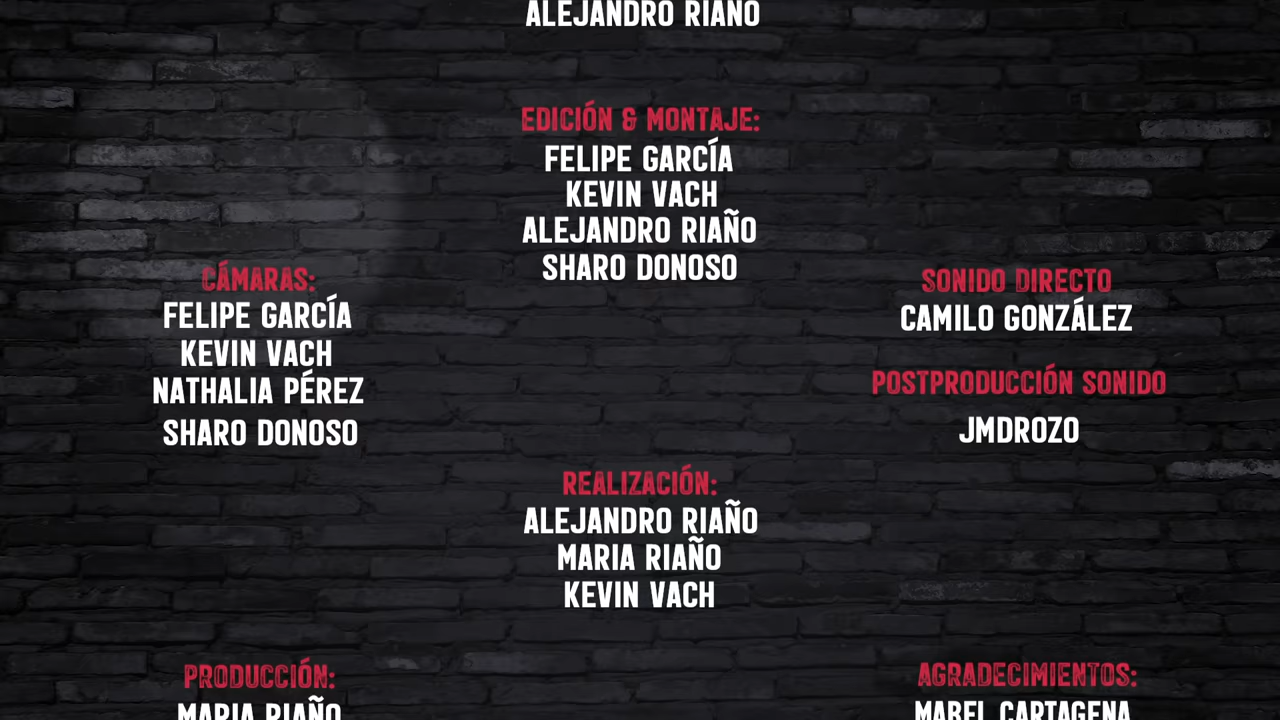 ALEJANDRO RIAÑO
EDICIÓN & MONTAJE:
FELIPE GARCÍA
KEVIN VACH
ALEJANDRO RIAÑO
SHARO DONOSO
CÁMARAS:
FELIPE GARCÍA
KEVIN VACH
NATHALIA PÉREZ
SHARO DONOSO
SONIDO DIRECTO
CAMILO GONZÁLEZ
POSTPRODUCCIÓN SONIDO
JMDROZO
REALIZACIÓN:
ALEJANDRO RIAÑO
MARIA RIAÑO
KEVIN VACH
PRODUCCIÓN:
MARIA RIAÑO
AGRADECIMIENTOS:
MABEL CARTAGENA